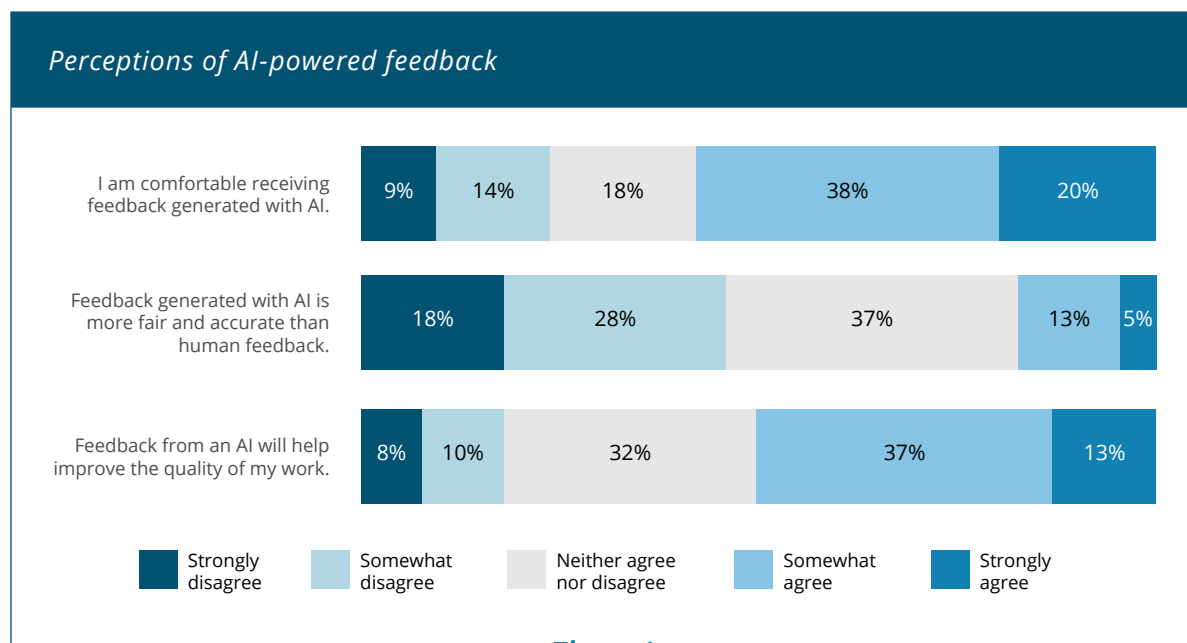 Perceptions of AI-powered feedback
I am comfortable receiving
feedback generated with AI.
9%
14%
18%
38%
20%
Feedback generated with AI is
more fair and accurate than
human feedback.
18%
28%
37%
13%
5%
Feedback from an AI will help
improve the quality of my work.
8%
10%
32%
37%
13%
Strongly
disagree
Somewhat
disagree
Neither agree
nor disagree
Somewhat
agree
Strongly
agree